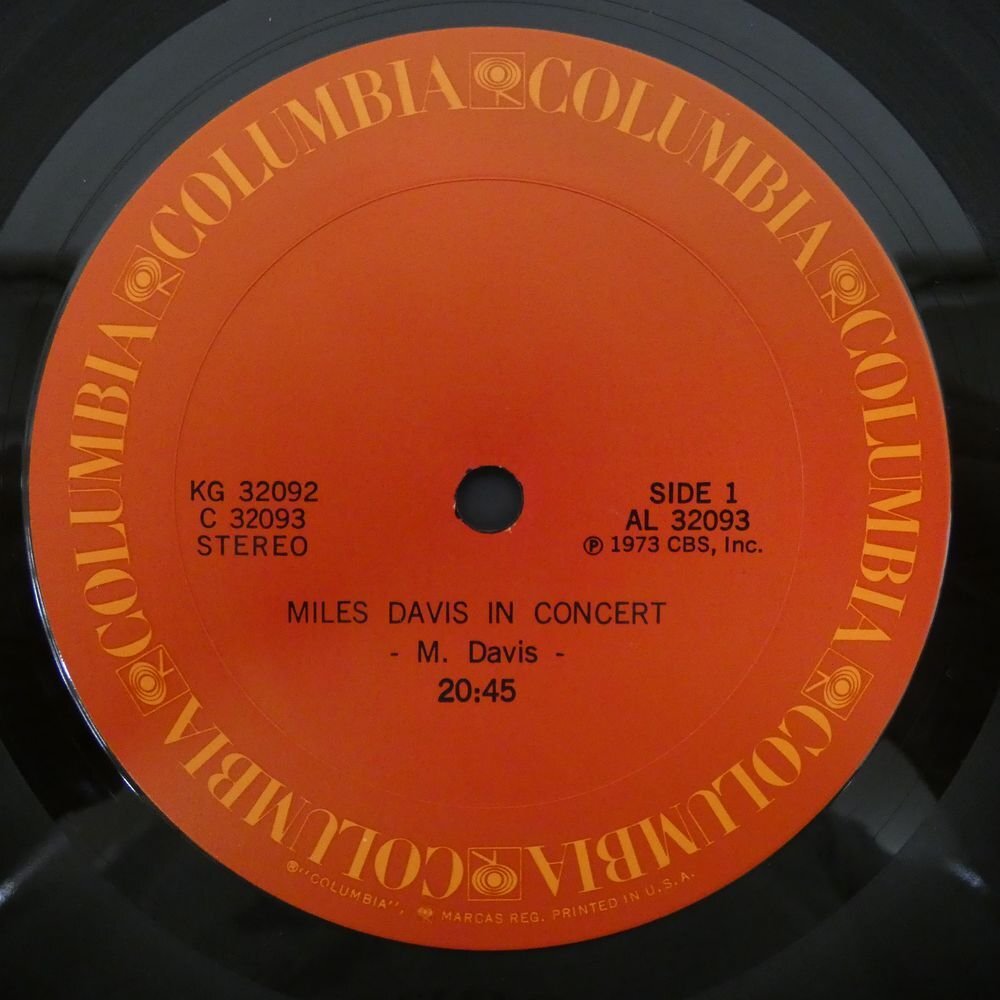 COLUMBIA COLUMBIA COLUMBIA COLUMBIA COLUMBIA COLUMBIA
KG 32092
C 32093
STEREO
SIDE 1
AL 32093
℗ 1973 CBS, Inc.
MILES DAVIS IN CONCERT
- M. Davis -
20:45
®"COLUMBIA", MARCAS REG. PRINTED IN U.S.A.